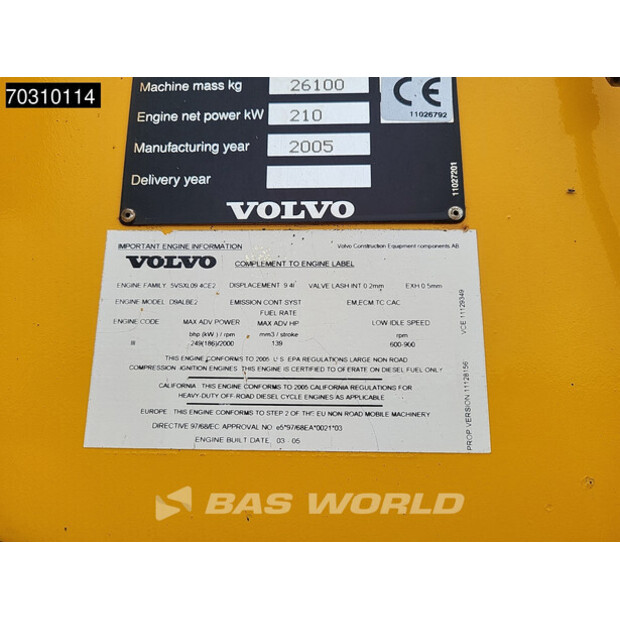 70310114
Machine mass kg 26100
Engine net power kW 210
Manufacturing year 2005
Delivery year
VOLVO
CE
11026792
11027201
IMPORTANT ENGINE INFORMATION Volvo Construction Equipment components AB
VOLVO COMPLEMENT TO ENGINE LABEL
ENGINE FAMILY 5VSXL09.4CE2 DISPLACEMENT 9.4l VALVE LASH INT 0.2mm EXH 0.5mm
ENGINE MODEL: D9ALBE2 EMISSION CONT SYST EM,ECM,TC,CAC
FUEL RATE
ENGINE CODE MAX ADV POWER MAX ADV HP LOW IDLE SPEED
bhp (kW) / rpm mm3 / stroke rpm
III 249(186)/2000 139 600-900
THIS ENGINE CONFORMS TO 2005 U.S. EPA REGULATIONS LARGE NON ROAD
COMPRESSION IGNITION ENGINES. THIS ENGINE IS CERTIFIED TO OPERATE ON DIESEL FUEL ONLY
CALIFORNIA: THIS ENGINE CONFORMS TO 2005 CALIFORNIA REGULATIONS FOR
HEAVY-DUTY OFF-ROAD DIESEL CYCLE ENGINES AS APPLICABLE
EUROPE: THIS ENGINE CONFORMS TO STEP 2 OF THE EU NON ROAD MOBILE MACHINERY
DIRECTIVE 97/68/EC APPROVAL NO e5*97/68EA*0021*03
ENGINE BUILT DATE, 03 - 05
VCE 11129349
PROP VERSION 11128156
BAS WORLD